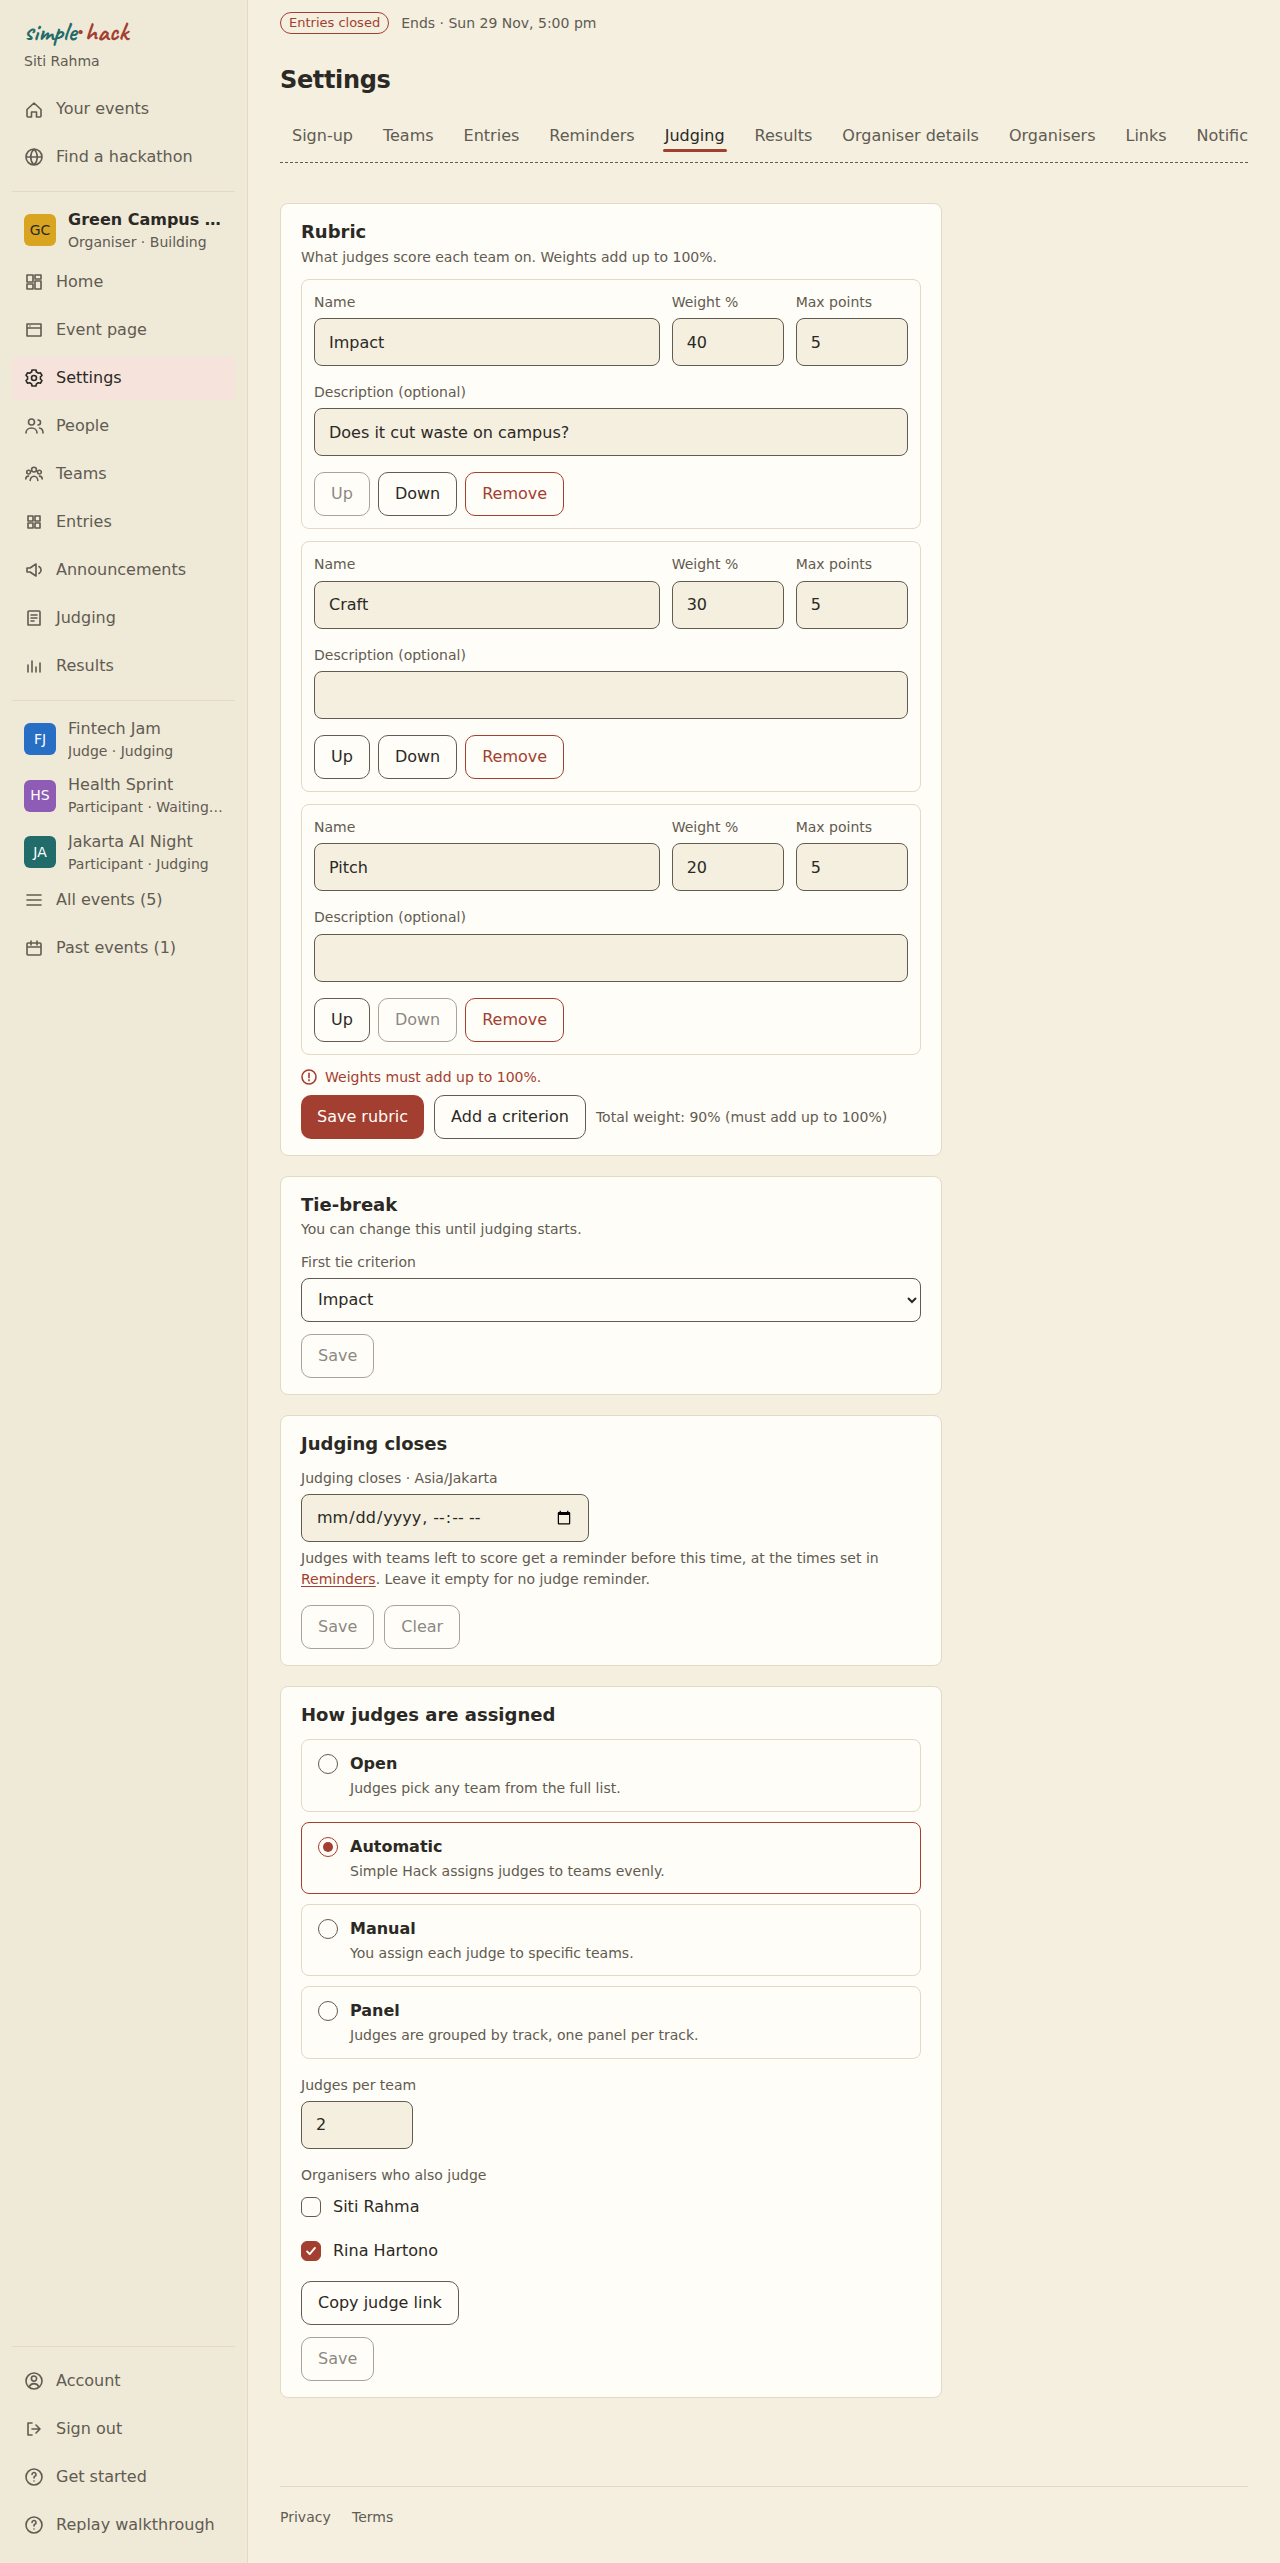 simple·hack
Siti Rahma
Your events
Find a hackathon
GC
Green Campus ...
Organiser · Building
Home
Event page
Settings
People
Teams
Entries
Announcements
Judging
Results
FJ
Fintech Jam
Judge · Judging
HS
Health Sprint
Participant · Waiting...
JA
Jakarta AI Night
Participant · Judging
All events (5)
Past events (1)
Account
Sign out
Get started
Replay walkthrough
Entries closed Ends · Sun 29 Nov, 5:00 pm
Settings
Sign-up Teams Entries Reminders Judging Results Organiser details Organisers Links Notific
Rubric
What judges score each team on. Weights add up to 100%.
Name Weight % Max points
Impact 40 5
Description (optional)
Does it cut waste on campus?
Up Down Remove
Name Weight % Max points
Craft 30 5
Description (optional)
Up Down Remove
Name Weight % Max points
Pitch 20 5
Description (optional)
Up Down Remove
Weights must add up to 100%.
Save rubric Add a criterion Total weight: 90% (must add up to 100%)
Tie-break
You can change this until judging starts.
First tie criterion
Impact
Save
Judging closes
Judging closes · Asia/Jakarta
mm/dd/yyyy, --:-- --
Judges with teams left to score get a reminder before this time, at the times set in
Reminders. Leave it empty for no judge reminder.
Save Clear
How judges are assigned
Open
Judges pick any team from the full list.
Automatic
Simple Hack assigns judges to teams evenly.
Manual
You assign each judge to specific teams.
Panel
Judges are grouped by track, one panel per track.
Judges per team
2
Organisers who also judge
Siti Rahma
Rina Hartono
Copy judge link
Save
Privacy Terms